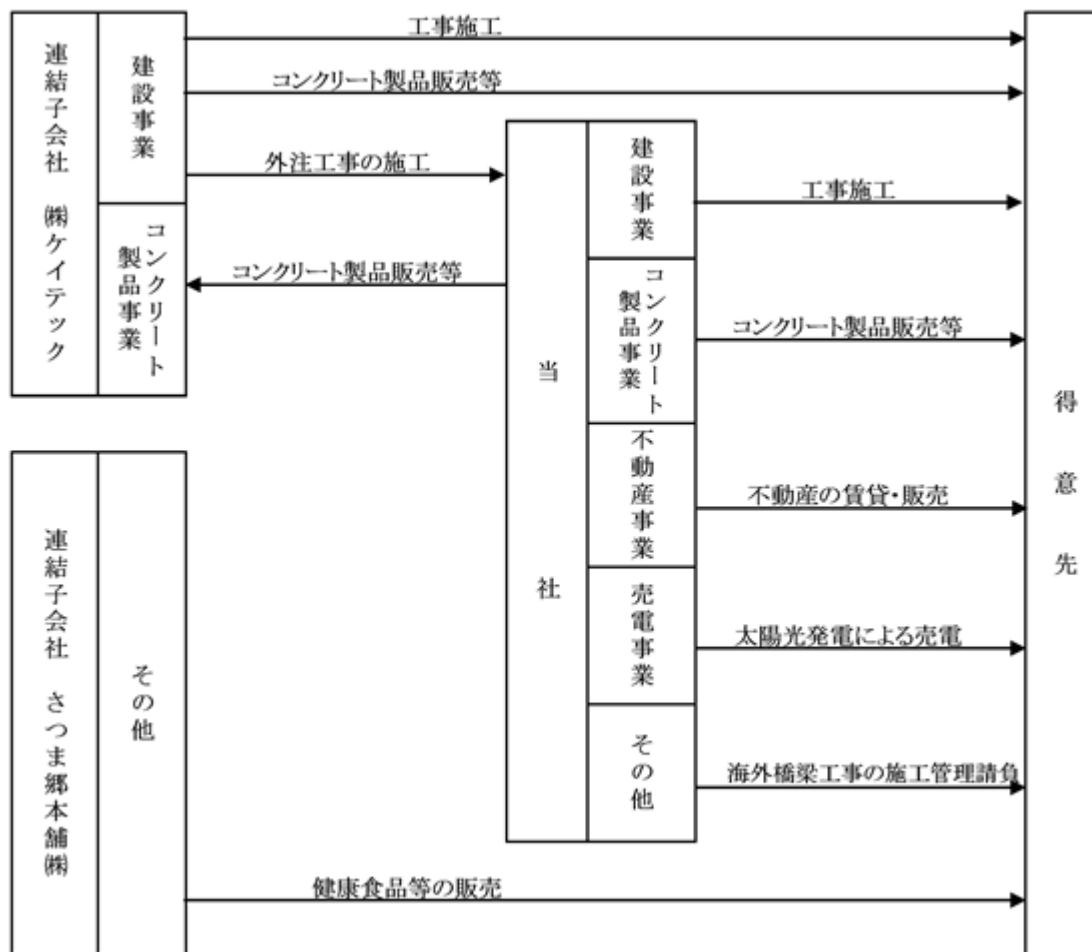 連結子会社 ㈱ケイテック
建設事業
コンクリート
製品事業
工事施工
コンクリート製品販売等
外注工事の施工
コンクリート製品販売等
当社
建設事業
コンクリート
製品事業
不動産事業
売電事業
その他
工事施工
コンクリート製品販売等
不動産の賃貸・販売
太陽光発電による売電
海外橋梁工事の施工管理請負
得意先
連結子会社 さつま郷本舗㈱
その他
健康食品等の販売